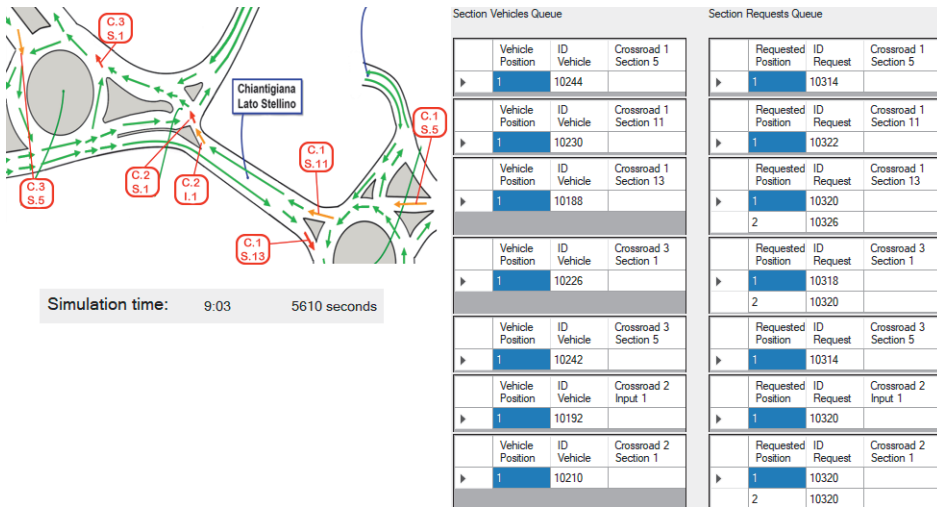 C.3
S.1
Chiantigiana
Lato Stellino
C.1
S.5
C.1
S.11
C.2
S.1
C.2
I.1
C.3
S.5
C.1
S.13
Simulation time: 9:03 5610 seconds
Section Vehicles Queue
Vehicle Position ID Vehicle Crossroad 1 Section 5
1 10244
Vehicle Position ID Vehicle Crossroad 1 Section 11
1 10230
Vehicle Position ID Vehicle Crossroad 1 Section 13
1 10188
Vehicle Position ID Vehicle Crossroad 3 Section 1
1 10226
Vehicle Position ID Vehicle Crossroad 3 Section 5
1 10242
Vehicle Position ID Vehicle Crossroad 2 Input 1
1 10192
Vehicle Position ID Vehicle Crossroad 2 Section 1
1 10210
Section Requests Queue
Requested Position ID Request Crossroad 1 Section 5
1 10314
Requested Position ID Request Crossroad 1 Section 11
1 10322
Requested Position ID Request Crossroad 1 Section 13
1 10320
2 10326
Requested Position ID Request Crossroad 3 Section 1
1 10318
2 10320
Requested Position ID Request Crossroad 3 Section 5
1 10314
Requested Position ID Request Crossroad 2 Input 1
1 10320
Requested Position ID Request Crossroad 2 Section 1
1 10320
2 10320